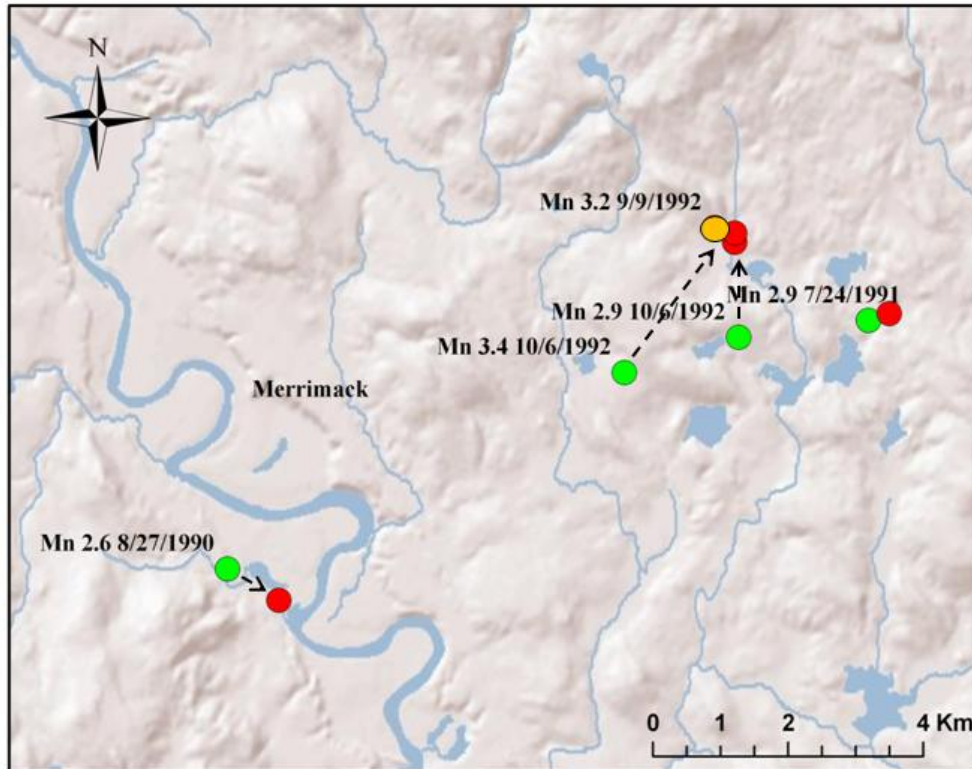 N
Mn 3.2 9/9/1992
Mn 2.9 7/24/1991
Mn 2.9 10/6/1992
Mn 3.4 10/6/1992
Merrimack
Mn 2.6 8/27/1990
0 1 2 4 Km